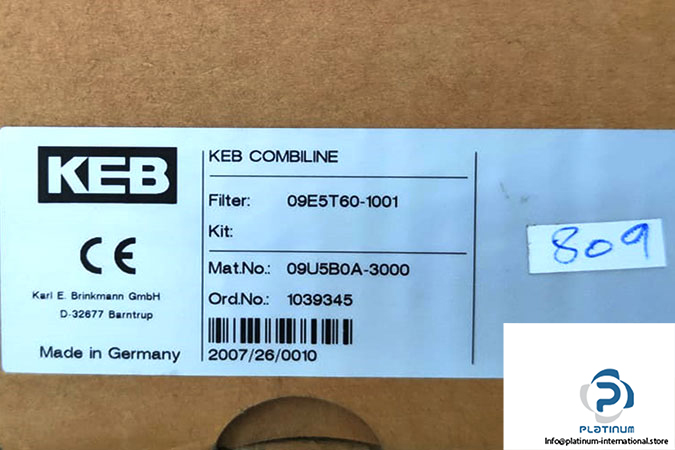 KEB
CE
Karl E. Brinkmann GmbH
D-32677 Barntrup
Made in Germany
KEB COMBILINE
Filter: 09E5T60-1001
Kit:
Mat.No.: 09U5B0A-3000
Ord.No.: 1039345
2007/26/0010
809
PLATINUM
Info@platinum-international.store